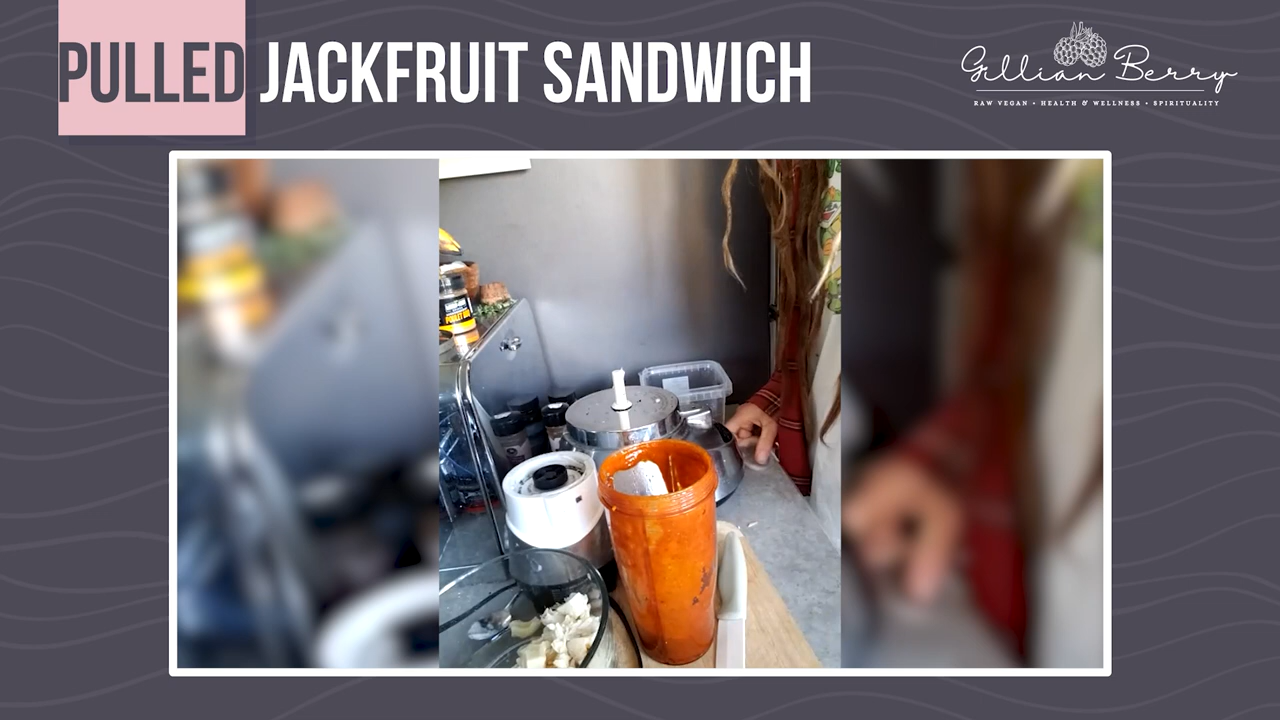 PULLED JACKFRUIT SANDWICH
Gillian Berry
RAW VEGAN • HEALTH & WELLNESS • SPIRITUALITY